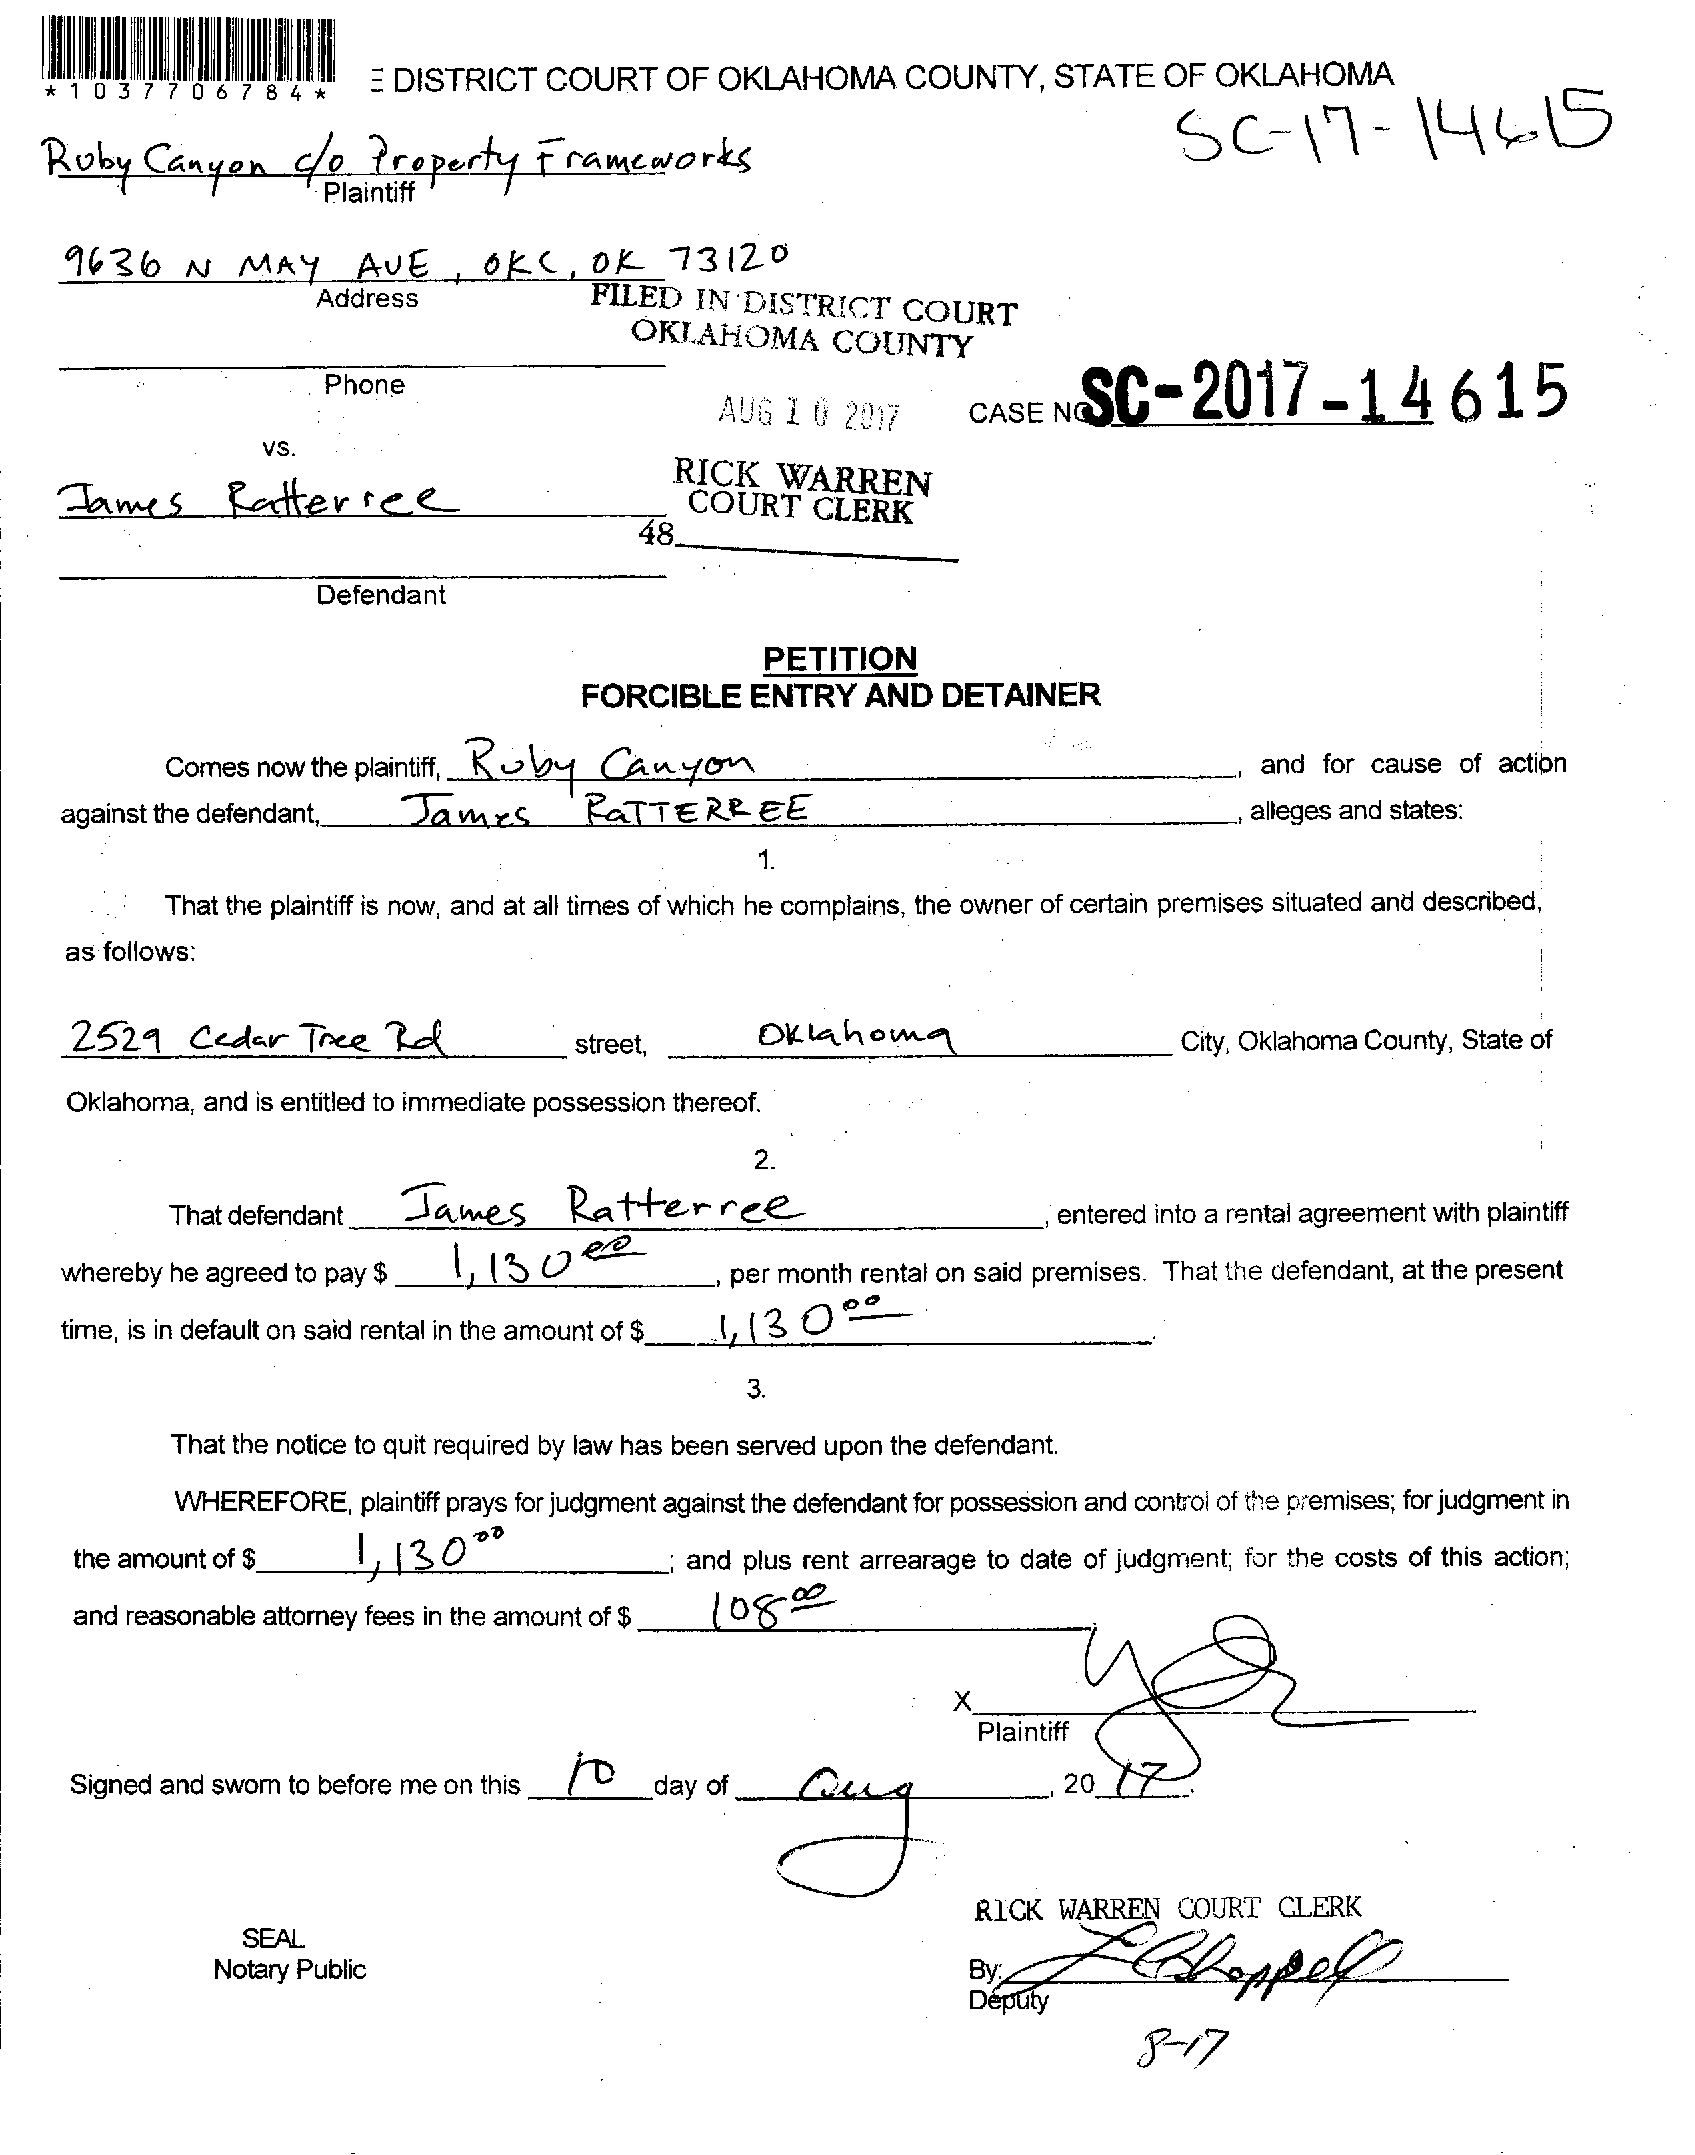 *1037706784*
E DISTRICT COURT OF OKLAHOMA COUNTY, STATE OF OKLAHOMA
SC-17-14615
Ruby Canyon c/o Property Frameworks
Plaintiff
9636 N MAY AVE, OKC, OK 73120
Address
FILED IN DISTRICT COURT
OKLAHOMA COUNTY
Phone
AUG 10 2017
CASE NO SC-2017-14615
vs.
RICK WARREN
James Ratterree
COURT CLERK
48
Defendant
PETITION
FORCIBLE ENTRY AND DETAINER
Comes now the plaintiff, Ruby Canyon, and for cause of action
against the defendant, James RaTTERREE, alleges and states:
1.
That the plaintiff is now, and at all times of which he complains, the owner of certain premises situated and described,
as follows:
2529 Cedar Tree Rd street, Oklahoma City, Oklahoma County, State of
Oklahoma, and is entitled to immediate possession thereof.
2.
That defendant James Ratterree, entered into a rental agreement with plaintiff
whereby he agreed to pay $ 1,130 00, per month rental on said premises. That the defendant, at the present
time, is in default on said rental in the amount of $ 1,130 00.
3.
That the notice to quit required by law has been served upon the defendant.
WHEREFORE, plaintiff prays for judgment against the defendant for possession and control of the premises; for judgment in
the amount of $ 1,130 00; and plus rent arrearage to date of judgment; for the costs of this action;
and reasonable attorney fees in the amount of $ 108 00
X
Plaintiff
Signed and sworn to before me on this 10 day of Aug, 20 17.
RICK WARREN COURT CLERK
SEAL
Notary Public
By:
Deputy
8-17